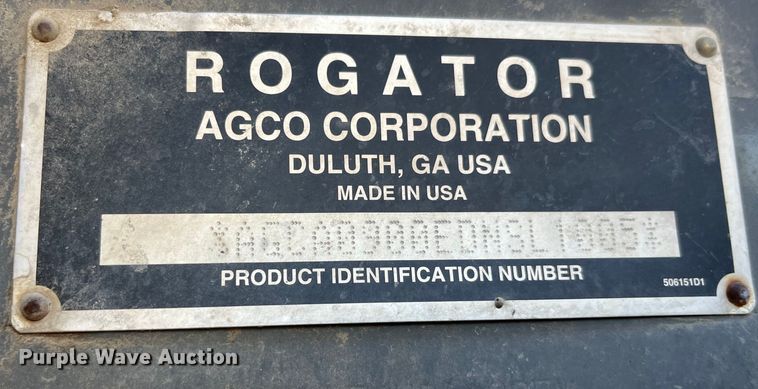 ROGATOR
AGCO CORPORATION
DULUTH, GA USA
MADE IN USA
PRODUCT IDENTIFICATION NUMBER
506151D1
Purple Wave Auction